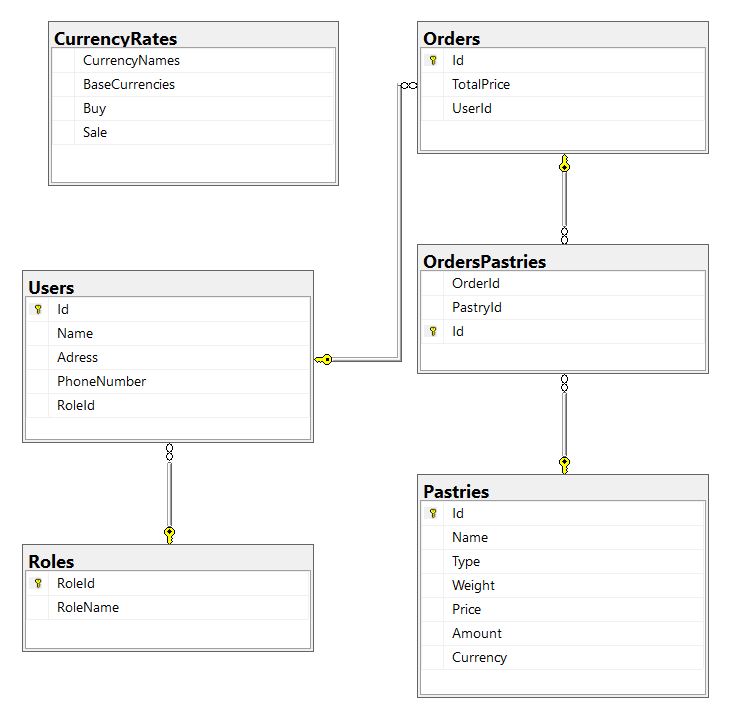 CurrencyRates
CurrencyNames
BaseCurrencies
Buy
Sale
Orders
Id
TotalPrice
UserId
OrdersPastries
OrderId
PastryId
Id
Users
Id
Name
Adress
PhoneNumber
RoleId
Roles
RoleId
RoleName
Pastries
Id
Name
Type
Weight
Price
Amount
Currency